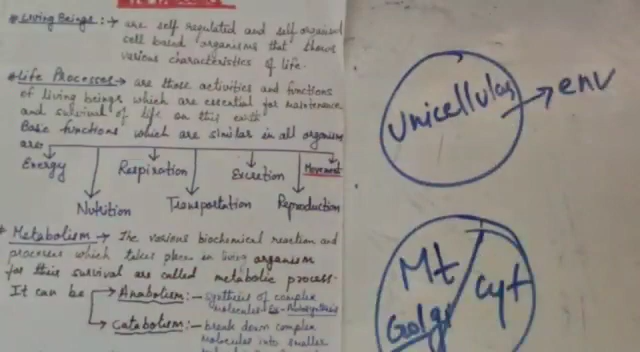 * Living Beings :→ are self regulated and self organised
cell based organisms that shows
various characteristics of life.
* Life Processes → are those activities and functions
of living beings which are essential for maintenance
and survival of life on this earth
Basic functions which are similar in all organism
are
Energy Respiration Excretion Movement
Nutrition Transportation Reproduction
* Metabolism → The various biochemical reaction and
processes which takes place in living organism
for their survival are called metabolic process.
It can be → Anabolism :— synthesis of complex
molecules
→ Catabolism :— break down complex
molecules into smaller
Unicellular → env
Mt Cyt
Golgi